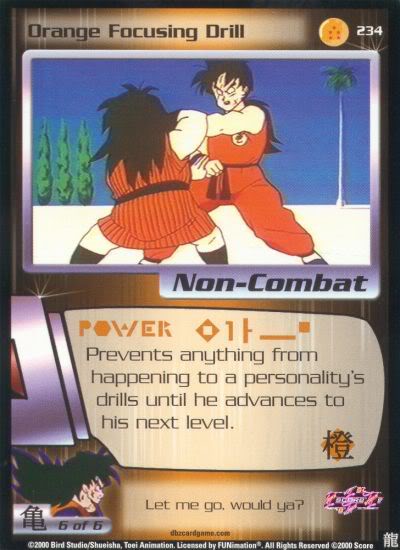 Orange Focusing Drill
234
Non-Combat
POWER
Prevents anything from
happening to a personality's
drills until he advances to
his next level.
橙
SCORE
亀
6 of 6
Let me go, would ya?
dbzcardgame.com
©2000 Bird Studio/Shueisha, Toei Animation. Licensed by FUNimation®. All Rights Reserved ©2000 Score
龍